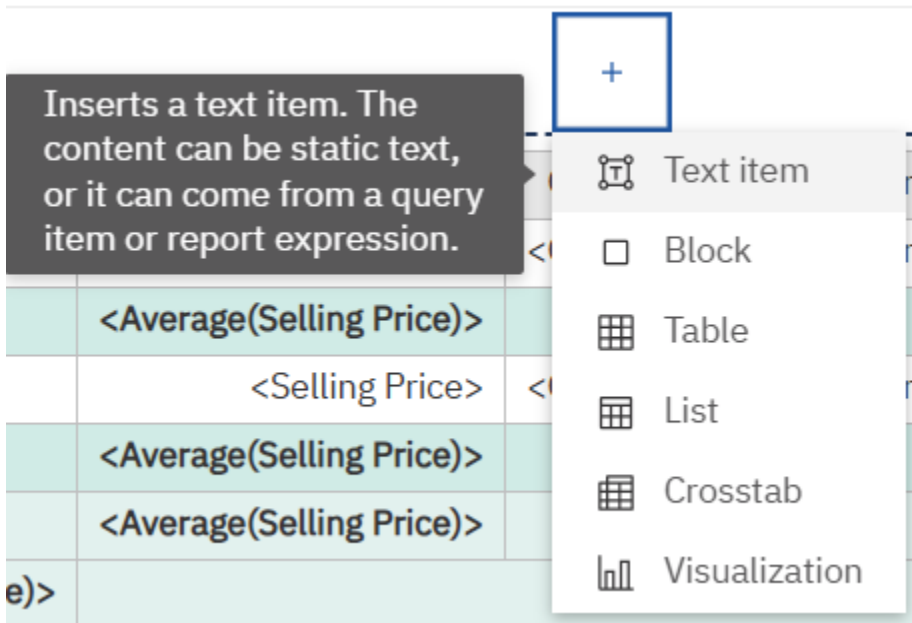 +
Inserts a text item. The
content can be static text,
or it can come from a query
item or report expression.
Text item
Block
<Average(Selling Price)>
Table
<Selling Price>
List
<Average(Selling Price)>
Crosstab
<Average(Selling Price)>
Visualization
e)>